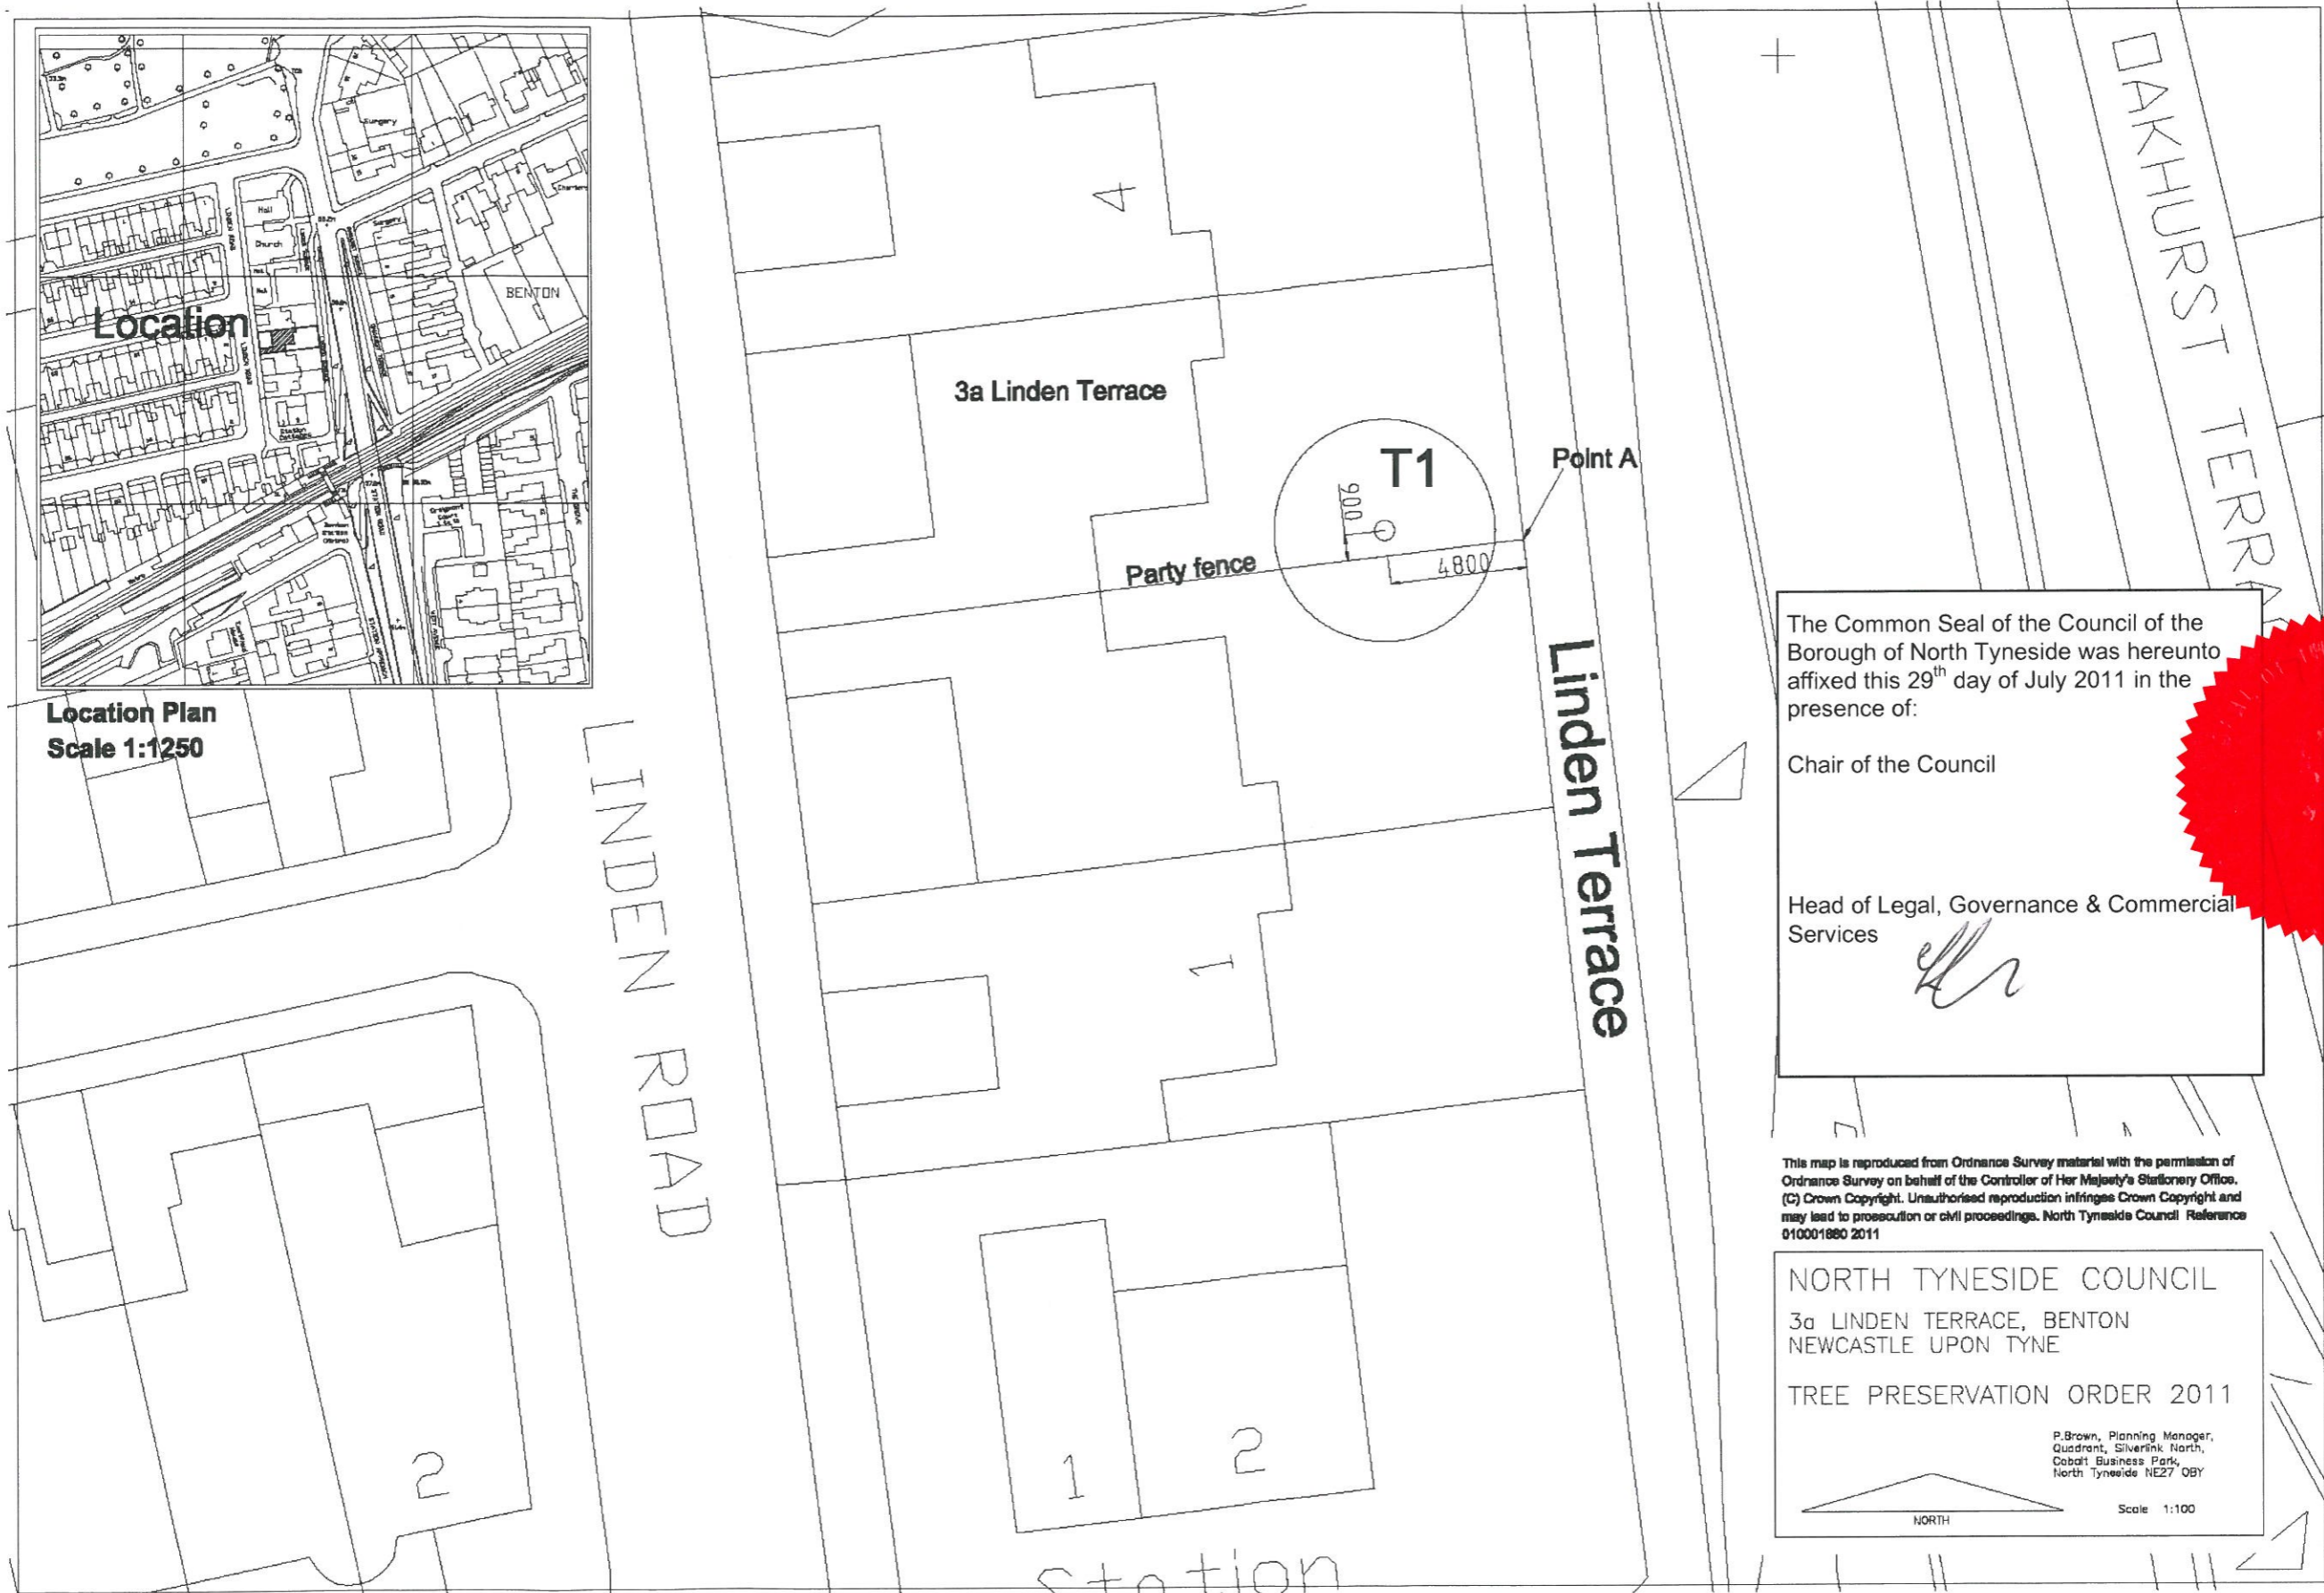 Surgery
Surgery
Hall
Church
BENTON
Location
Location Plan
Scale 1:1250
LINDEN ROAD
4
3a Linden Terrace
T1
900
Point A
4800
Party fence
Linden Terrace
1
1
2
2
Station
OAKHURST TERRA
The Common Seal of the Council of the
Borough of North Tyneside was hereunto
affixed this 29th day of July 2011 in the
presence of:
Chair of the Council
Head of Legal, Governance & Commercial
Services
This map is reproduced from Ordnance Survey material with the permission of
Ordnance Survey on behalf of the Controller of Her Majesty's Stationery Office.
(C) Crown Copyright. Unauthorised reproduction infringes Crown Copyright and
may lead to prosecution or civil proceedings. North Tyneside Council Reference
010001880 2011
NORTH TYNESIDE COUNCIL
3a LINDEN TERRACE, BENTON
NEWCASTLE UPON TYNE
TREE PRESERVATION ORDER 2011
P.Brown, Planning Manager,
Quadrant, Silverlink North,
Cobalt Business Park,
North Tyneside NE27 0BY
Scale 1:100
NORTH